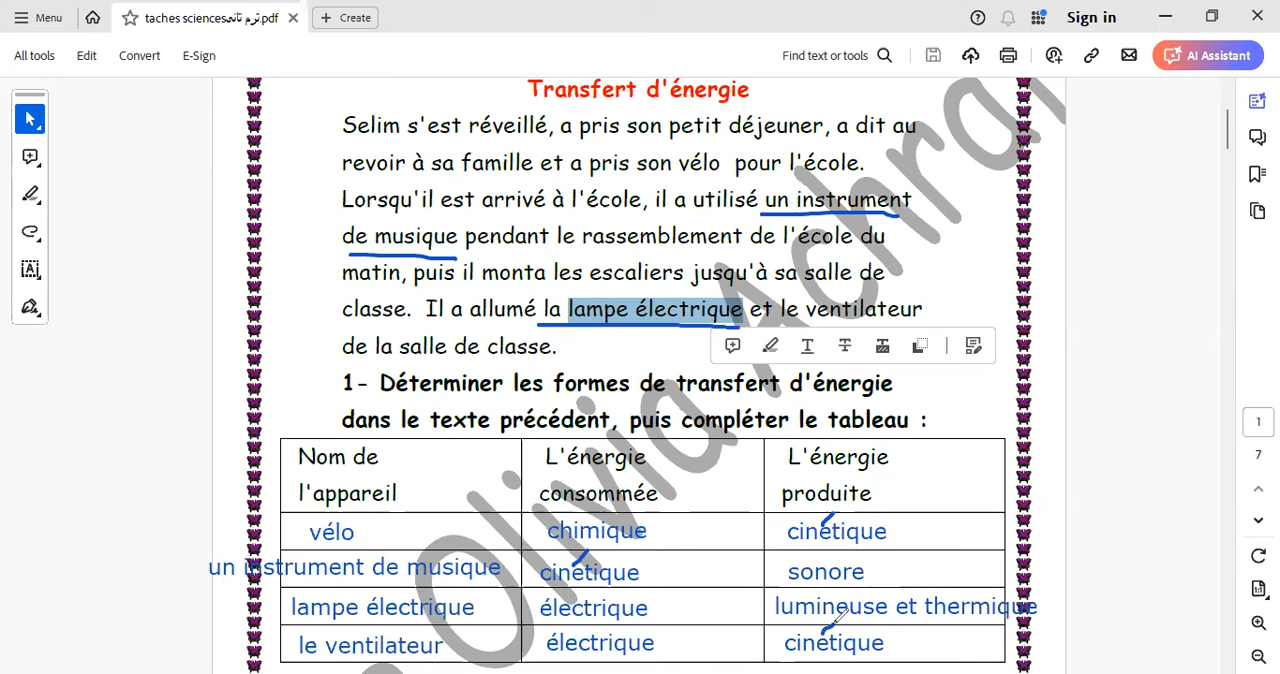 Menu
taches sciencesترم تانى.pdf
Create
Sign in
All tools
Edit
Convert
E-Sign
Find text or tools
AI Assistant
Transfert d'énergie
Selim s'est réveillé, a pris son petit déjeuner, a dit au
revoir à sa famille et a pris son vélo pour l'école.
Lorsqu'il est arrivé à l'école, il a utilisé un instrument
de musique pendant le rassemblement de l'école du
matin, puis il monta les escaliers jusqu'à sa salle de
classe. Il a allumé la lampe électrique et le ventilateur
de la salle de classe.
1- Déterminer les formes de transfert d'énergie
dans le texte précédent, puis compléter le tableau :
Nom de l'appareil
L'énergie consommée
L'énergie produite
vélo
chimique
cinétique
un instrument de musique
cinétique
sonore
lampe électrique
électrique
lumineuse et thermique
le ventilateur
électrique
cinétique
Olivia Achraf
1
7